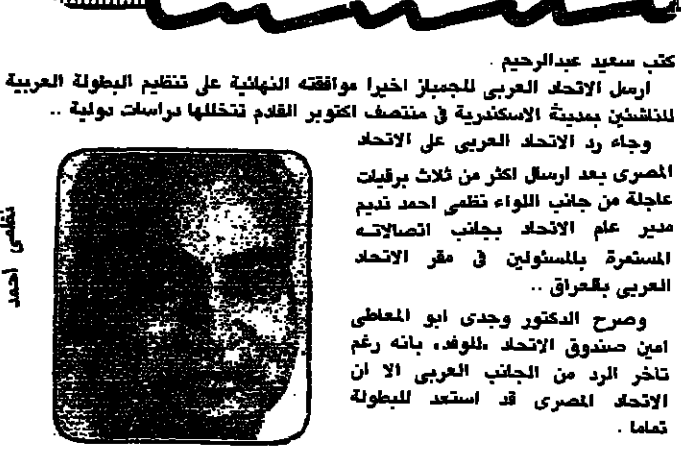 كتب سعيد عبدالرحيم .
ارسل الاتحاد العربى للجمباز اخيرا موافقته النهائية على تنظيم البطولة العربية
للناشئين بمدينة الاسكندرية فى منتصف اكتوبر القادم تتخللها دراسات دولية ..
وجاء رد الاتحاد العربى على الاتحاد
المصرى بعد ارسال اكثر من ثلاث برقيات
عاجلة من جانب اللواء نظمى احمد نديم
مدير عام الاتحاد بجانب اتصالاته
المستمرة بالمسئولين فى مقر الاتحاد
العربى بالعراق ..
وصرح الدكتور وجدى ابو المعاطى
امين صندوق الاتحاد «للوفد» بانه رغم
تاخر الرد من الجانب العربى الا ان
الاتحاد المصرى قد استعد للبطولة
تماما .
نظمى احمد